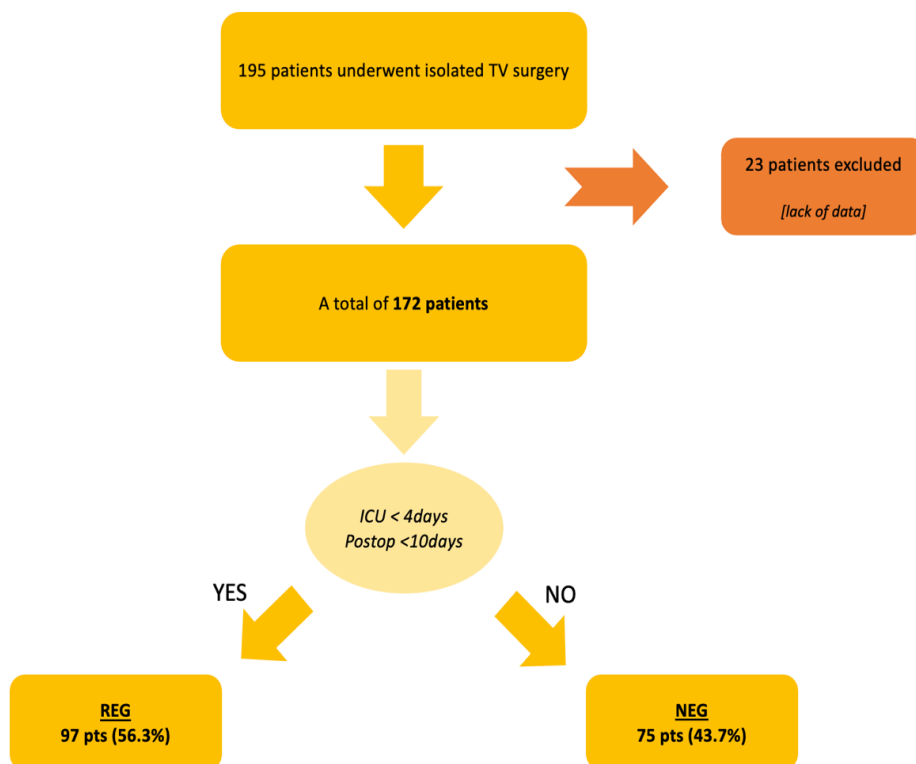 195 patients underwent isolated TV surgery
23 patients excluded
[lack of data]
A total of 172 patients
ICU < 4days
Postop <10days
YES
NO
REG
97 pts (56.3%)
NEG
75 pts (43.7%)